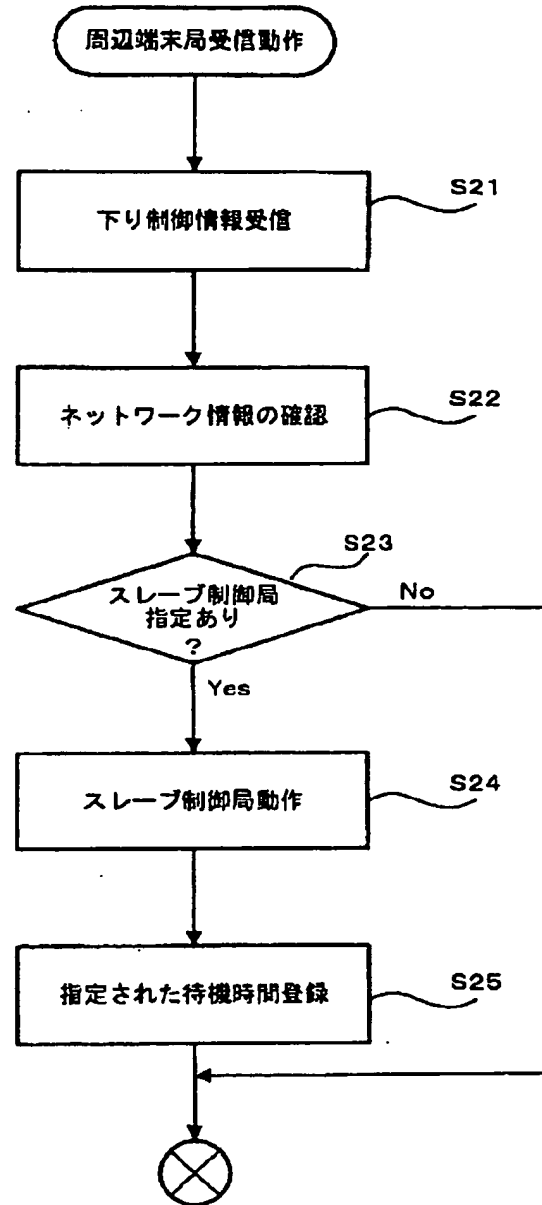 周辺端末局受信動作
S21
下り制御情報受信
S22
ネットワーク情報の確認
S23
スレーブ制御局
指定あり
?
No
Yes
S24
スレーブ制御局動作
S25
指定された待機時間登録